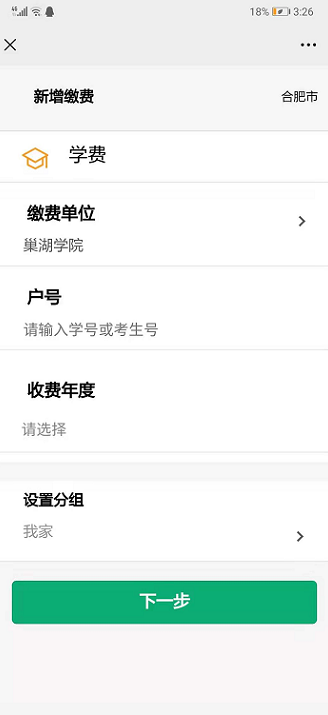 18% 3:26
新增缴费 合肥市
学费
缴费单位
巢湖学院
户号
请输入学号或考生号
收费年度
请选择
设置分组
我家
下一步